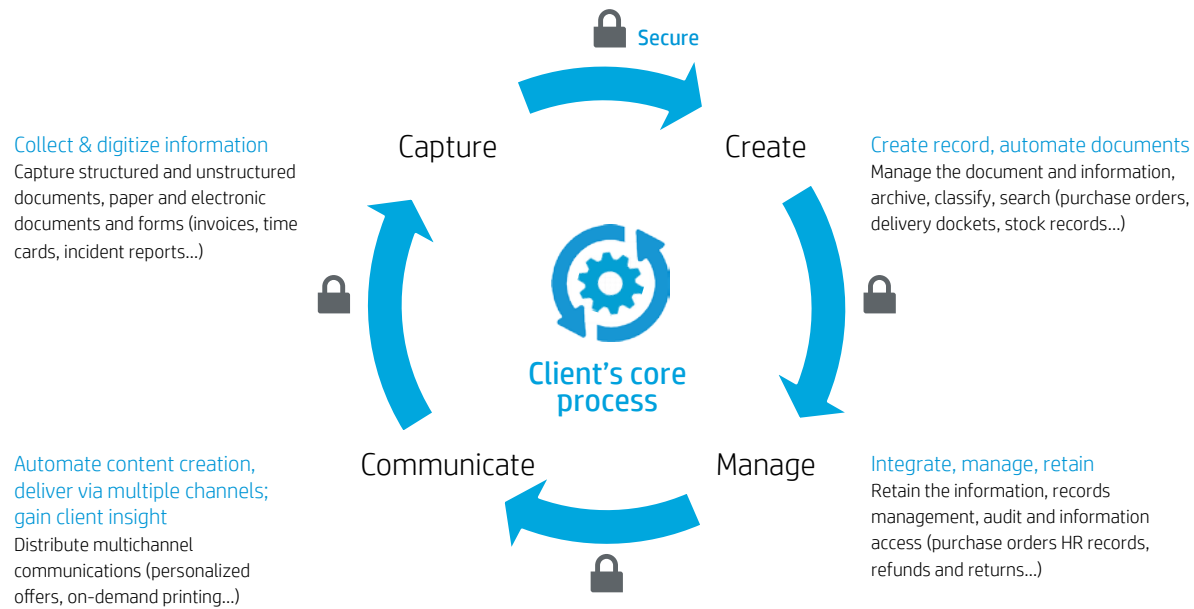 Secure
Capture
Create
Collect & digitize information
Capture structured and unstructured
documents, paper and electronic
documents and forms (invoices, time
cards, incident reports...)
Create record, automate documents
Manage the document and information,
archive, classify, search (purchase orders,
delivery dockets, stock records...)
Client's core
process
Communicate
Manage
Automate content creation,
deliver via multiple channels;
gain client insight
Distribute multichannel
communications (personalized
offers, on-demand printing...)
Integrate, manage, retain
Retain the information, records
management, audit and information
access (purchase orders HR records,
refunds and returns...)